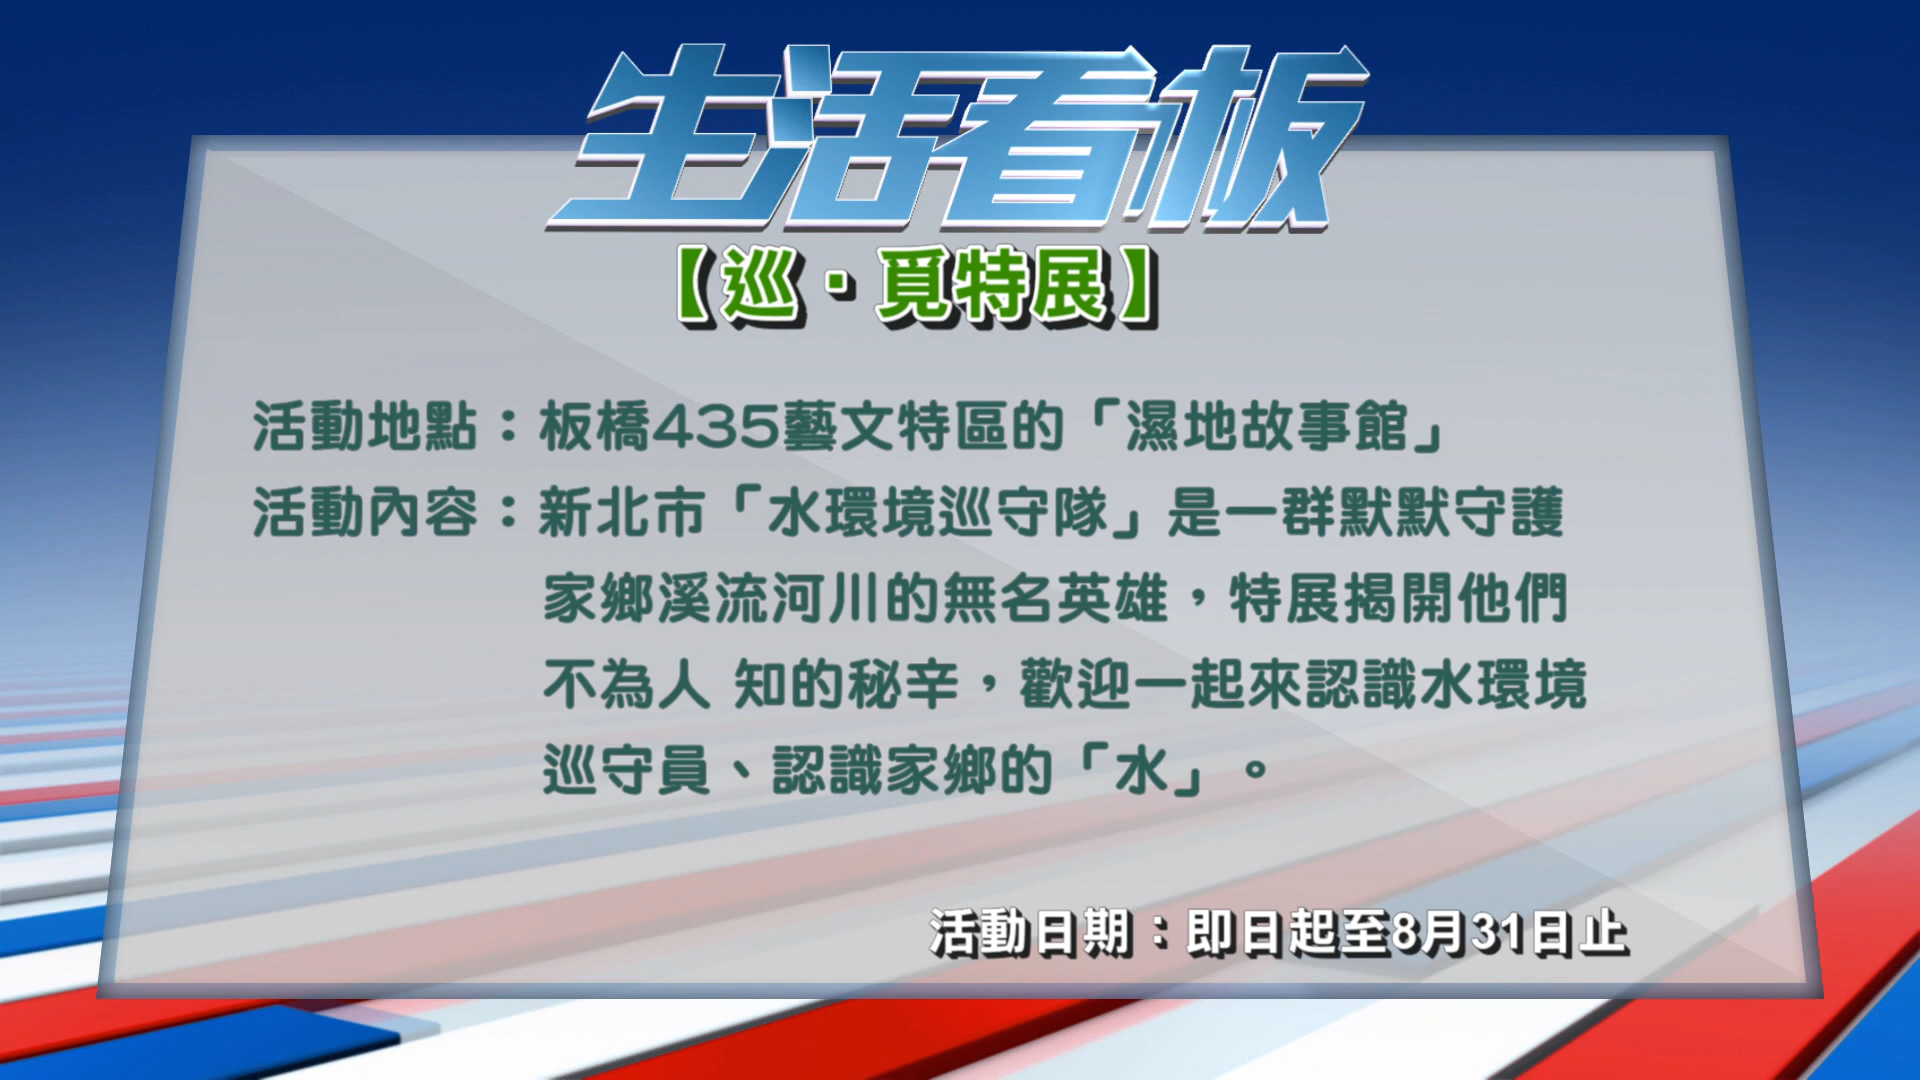 生活看板
【巡·覓特展】
活動地點：板橋435藝文特區的「濕地故事館」
活動內容：新北市「水環境巡守隊」是一群默默守護
家鄉溪流河川的無名英雄，特展揭開他們
不為人 知的秘辛，歡迎一起來認識水環境
巡守員、認識家鄉的「水」。
活動日期：即日起至8月31日止